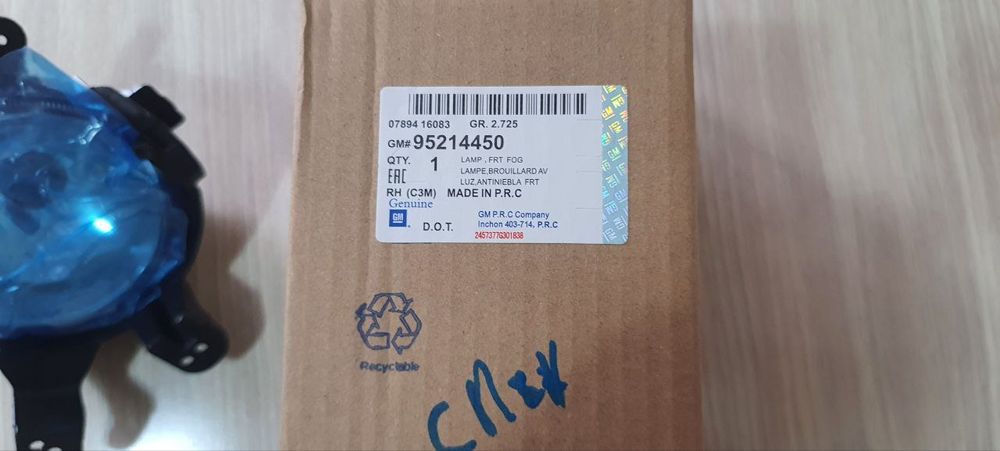 07894 16083 GR. 2.725
GM# 95214450
QTY. 1 LAMP , FRT FOG
LAMPE,BROUILLARD AV
EAC LUZ,ANTINIEBLA FRT
RH (C3M) MADE IN P.R.C
Genuine
GM D.O.T. GM P.R.C Company
Inchon 403-714, P.R.C
2457377G301838
Recyclable